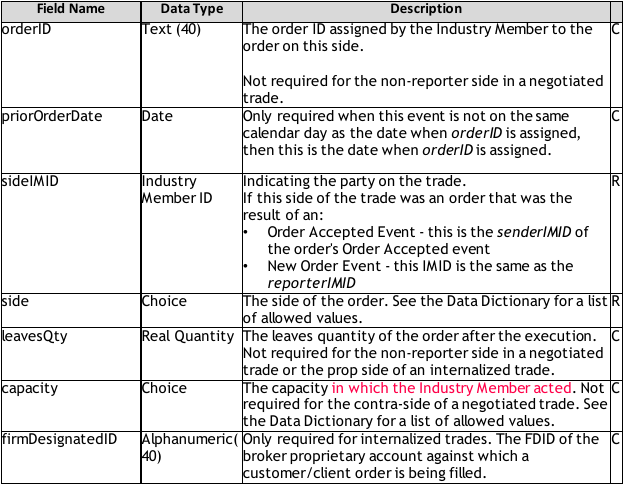 Field Name Data Type Description
orderID Text (40) The order ID assigned by the Industry Member to the C
order on this side.
Not required for the non-reporter side in a negotiated
trade.
priorOrderDate Date Only required when this event is not on the same C
calendar day as the date when orderID is assigned,
then this is the date when orderID is assigned.
sideIMID Industry Indicating the party on the trade. R
Member ID If this side of the trade was an order that was the
result of an:
• Order Accepted Event - this is the senderIMID of
the order's Order Accepted event
• New Order Event - this IMID is the same as the
reporterIMID
side Choice The side of the order. See the Data Dictionary for a list R
of allowed values.
leavesQty Real Quantity The leaves quantity of the order after the execution. C
Not required for the non-reporter side in a negotiated
trade or the prop side of an internalized trade.
capacity Choice The capacity in which the Industry Member acted. Not C
required for the contra-side of a negotiated trade. See
the Data Dictionary for a list of allowed values.
firmDesignatedID Alphanumeric( Only required for internalized trades. The FDID of the C
40) broker proprietary account against which a
customer/client order is being filled.